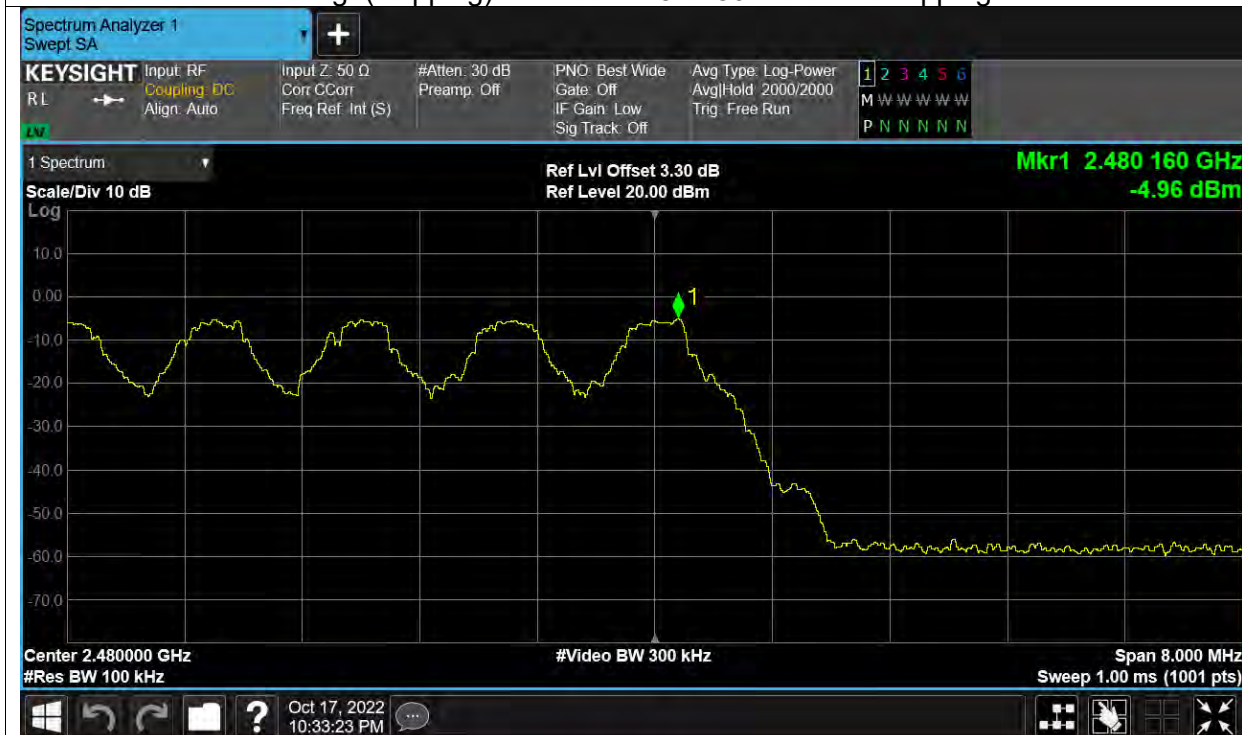 Spectrum Analyzer 1
Swept SA
+
KEYSIGHT Input: RF Input Z: 50 Ω #Atten: 30 dB PNO: Best Wide Avg Type: Log-Power 1 2 3 4 5 6
RL Coupling: DC Corr CCorr Preamp: Off Gate: Off Avg|Hold: 2000/2000 M W W W W W W
Align: Auto Freq Ref: Int (S) IF Gain: Low Trig: Free Run
LXI Sig Track: Off P N N N N N N
1 Spectrum Ref Lvl Offset 3.30 dB Mkr1 2.480 160 GHz
Scale/Div 10 dB Ref Level 20.00 dBm -4.96 dBm
Log
10.0
0.00
1
-10.0
-20.0
-30.0
-40.0
-50.0
-60.0
-70.0
Center 2.480000 GHz #Video BW 300 kHz Span 8.000 MHz
#Res BW 100 kHz Sweep 1.00 ms (1001 pts)
? Oct 17, 2022
10:33:23 PM